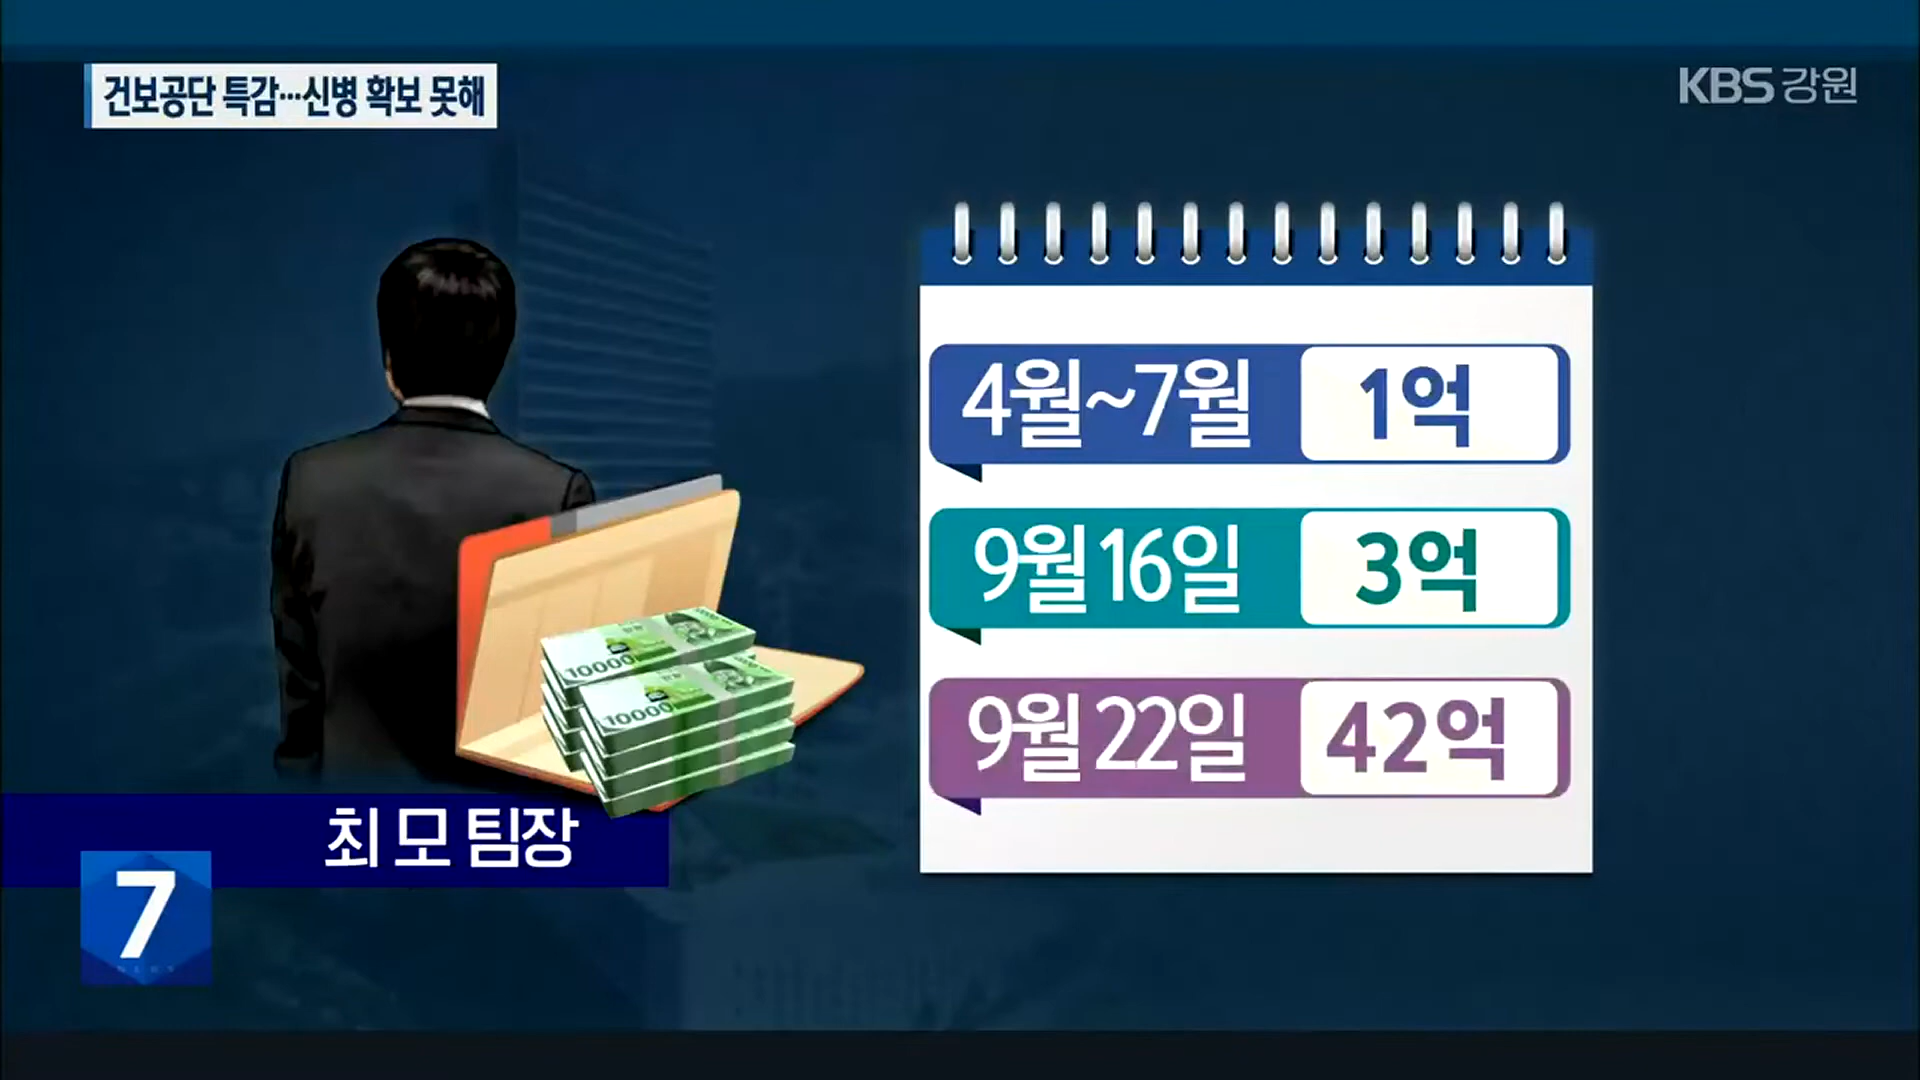 건보공단 특감…신병 확보 못해
KBS 강원
4월~7월 1억
9월 16일 3억
9월 22일 42억
10000
10000
최 모 팀장
7
NEWS